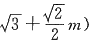 √3 + √2/2 m)